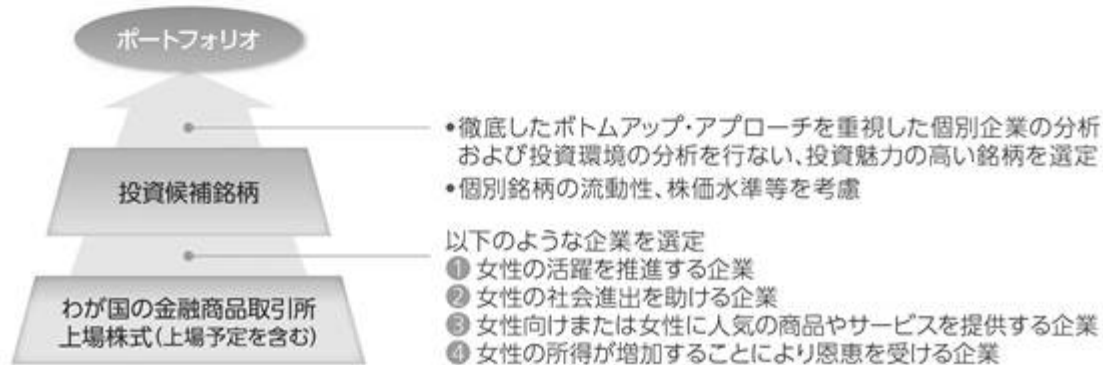 ポートフォリオ
•徹底したボトムアップ・アプローチを重視した個別企業の分析
および投資環境の分析を行ない、投資魅力の高い銘柄を選定
•個別銘柄の流動性、株価水準等を考慮
投資候補銘柄
以下のような企業を選定
❶ 女性の活躍を推進する企業
❷ 女性の社会進出を助ける企業
❸ 女性向けまたは女性に人気の商品やサービスを提供する企業
❹ 女性の所得が増加することにより恩恵を受ける企業
わが国の金融商品取引所
上場株式(上場予定を含む)